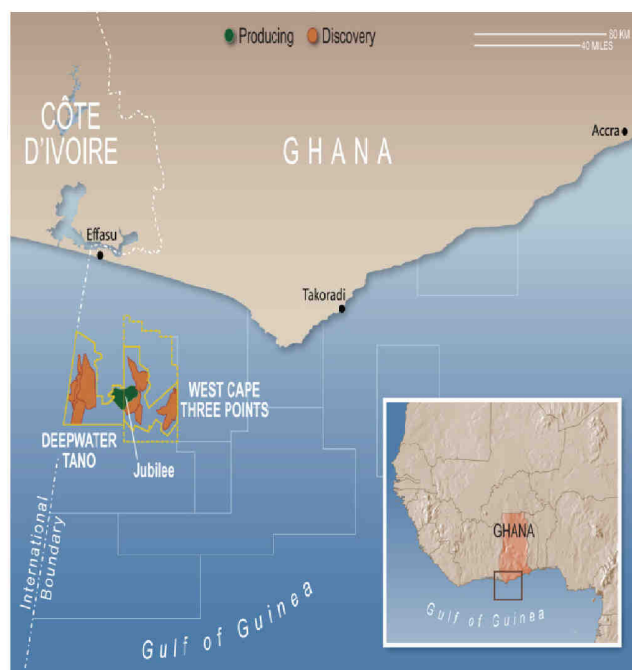 Producing
Discovery
80 KM
40 MILES
CÔTE
D'IVOIRE
GHANA
Accra
Effasu
Takoradi
WEST CAPE
THREE POINTS
DEEPWATER
TANO
Jubilee
International
Boundary
Gulf of Guinea
GHANA
Gulf of Guinea